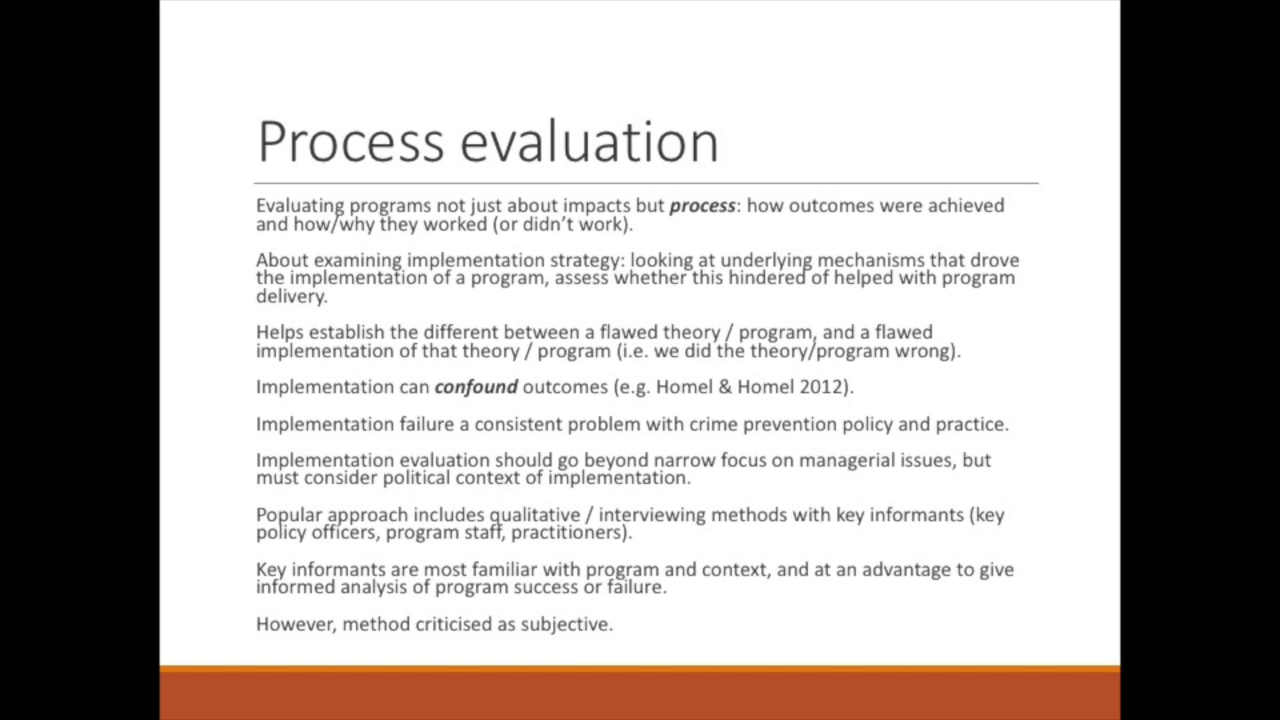 Process evaluation
Evaluating programs not just about impacts but process: how outcomes were achieved
and how/why they worked (or didn’t work).
About examining implementation strategy: looking at underlying mechanisms that drove
the implementation of a program, assess whether this hindered of helped with program
delivery.
Helps establish the different between a flawed theory / program, and a flawed
implementation of that theory / program (i.e. we did the theory/program wrong).
Implementation can confound outcomes (e.g. Homel & Homel 2012).
Implementation failure a consistent problem with crime prevention policy and practice.
Implementation evaluation should go beyond narrow focus on managerial issues, but
must consider political context of implementation.
Popular approach includes qualitative / interviewing methods with key informants (key
policy officers, program staff, practitioners).
Key informants are most familiar with program and context, and at an advantage to give
informed analysis of program success or failure.
However, method criticised as subjective.